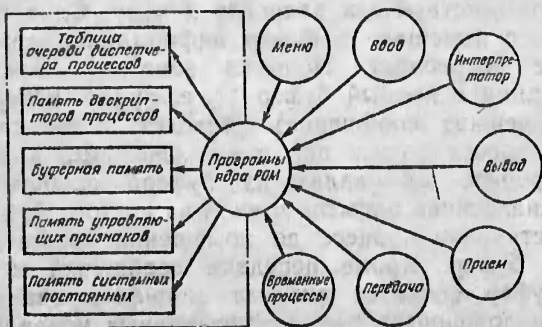 Таблица
очереди диспетче-
ра процессов
Память дескрип-
торов процессов
Буферная память
Память управляю-
щих признаков
Память системных
постоянных
Программы
ядра РДМ
Меню
Ввод
Интерпре-
татор
Вывод
Прием
Передача
Временные
процессы